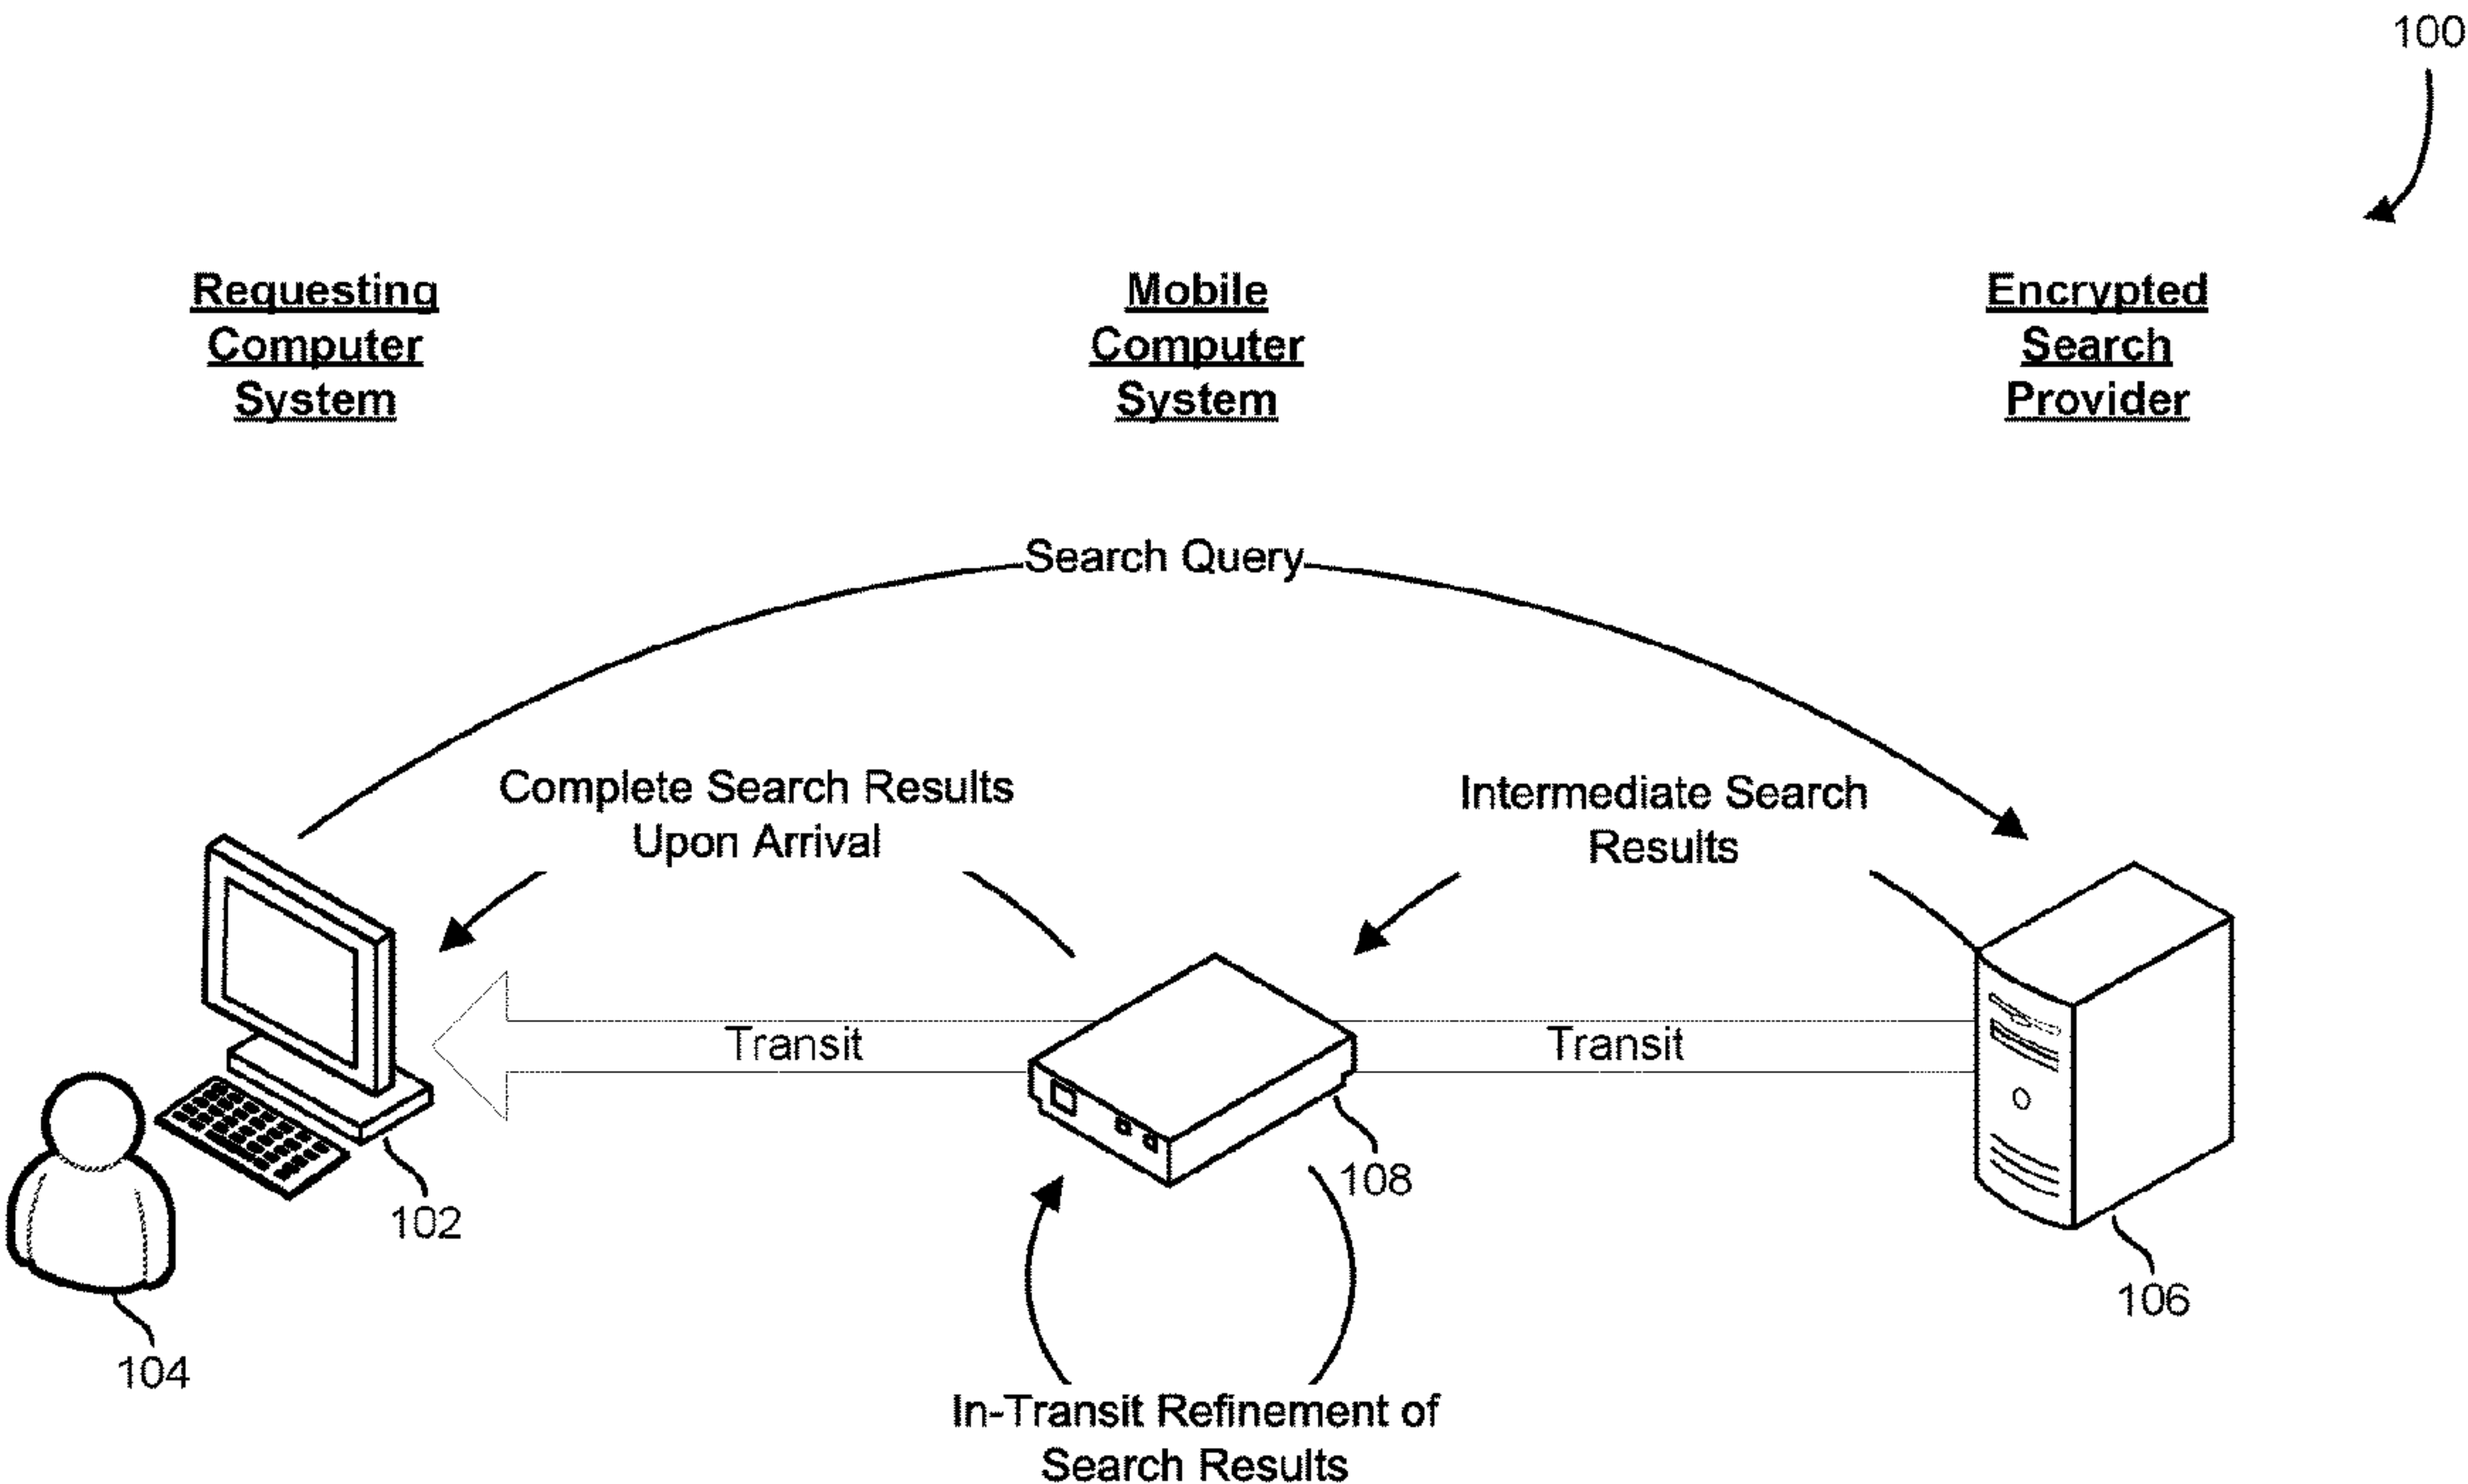 100
Requesting
Computer
System
Mobile
Computer
System
Encrypted
Search
Provider
Search Query
Complete Search Results
Upon Arrival
Intermediate Search
Results
Transit
Transit
108
102
106
104
In-Transit Refinement of
Search Results